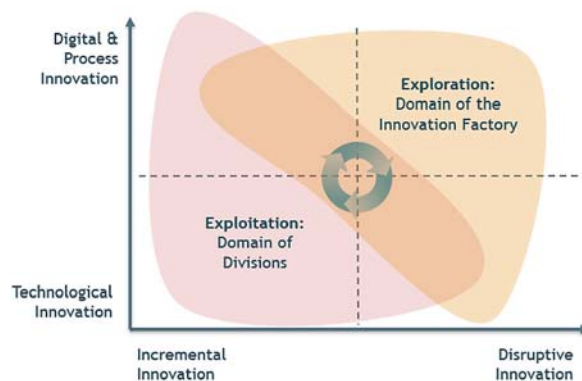 Digital &
Process
Innovation
Exploration:
Domain of the
Innovation Factory
Exploitation:
Domain of
Divisions
Technological
Innovation
Incremental
Innovation
Disruptive
Innovation